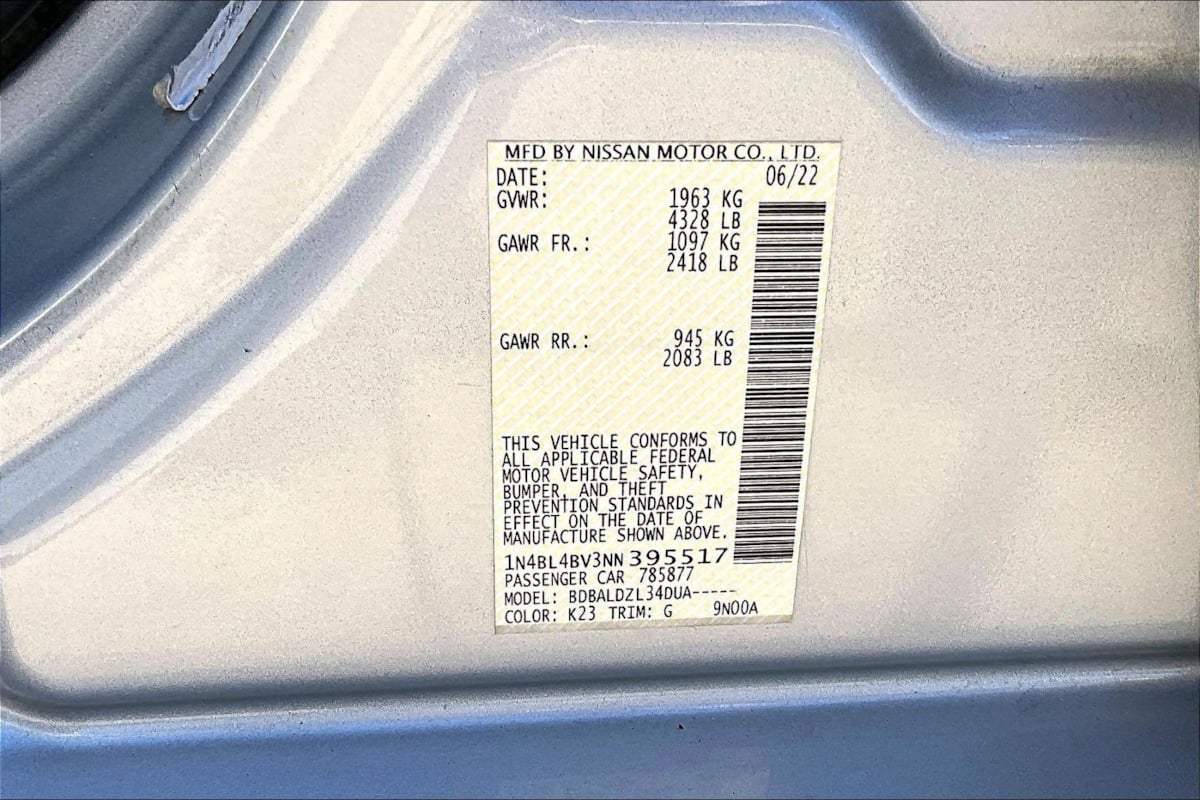 MFD BY NISSAN MOTOR CO., LTD.
DATE: 06/22
GVWR: 1963 KG
4328 LB
GAWR FR.: 1097 KG
2418 LB
GAWR RR.: 945 KG
2083 LB
THIS VEHICLE CONFORMS TO
ALL APPLICABLE FEDERAL
MOTOR VEHICLE SAFETY,
BUMPER, AND THEFT
PREVENTION STANDARDS IN
EFFECT ON THE DATE OF
MANUFACTURE SHOWN ABOVE.
1N4BL4BV3NN395517
PASSENGER CAR 785877
MODEL: BDBALDZL34DUA-----
COLOR: K23 TRIM: G 9N00A